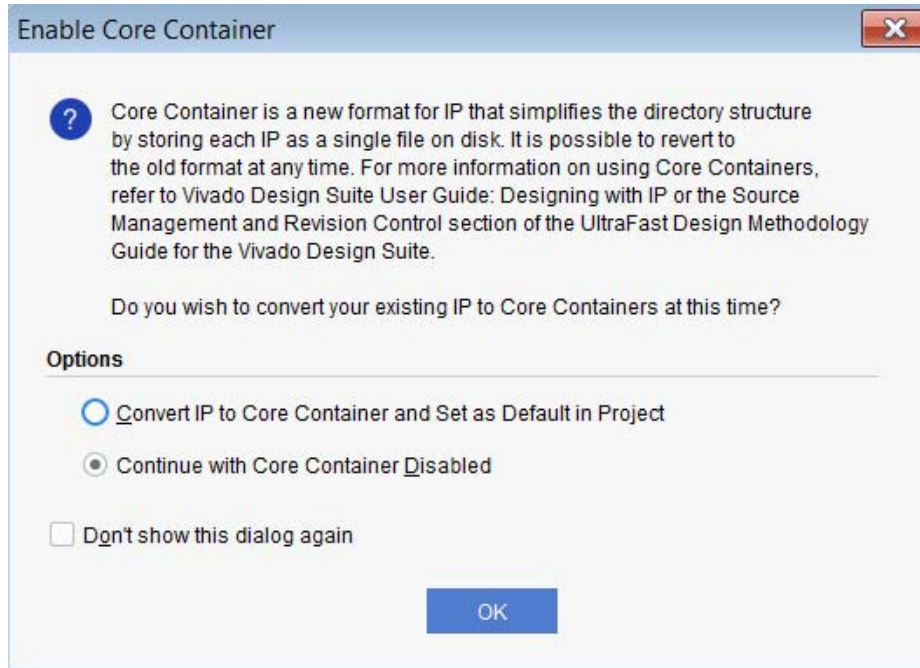 Enable Core Container
Core Container is a new format for IP that simplifies the directory structure
by storing each IP as a single file on disk. It is possible to revert to
the old format at any time. For more information on using Core Containers,
refer to Vivado Design Suite User Guide: Designing with IP or the Source
Management and Revision Control section of the UltraFast Design Methodology
Guide for the Vivado Design Suite.
Do you wish to convert your existing IP to Core Containers at this time?
Options
Convert IP to Core Container and Set as Default in Project
Continue with Core Container Disabled
Don't show this dialog again
OK